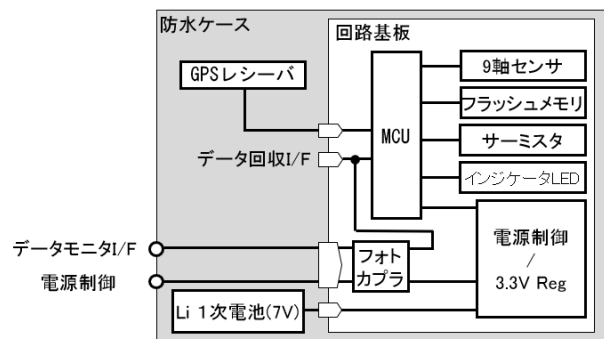 防水ケース
回路基板
GPSレシーバ
MCU
9軸センサ
フラッシュメモリ
サーミスタ
インジケータLED
データ回収I/F
データモニタI/F
電源制御
フォト
カプラ
電源制御
/
3.3V Reg
Li 1次電池(7V)